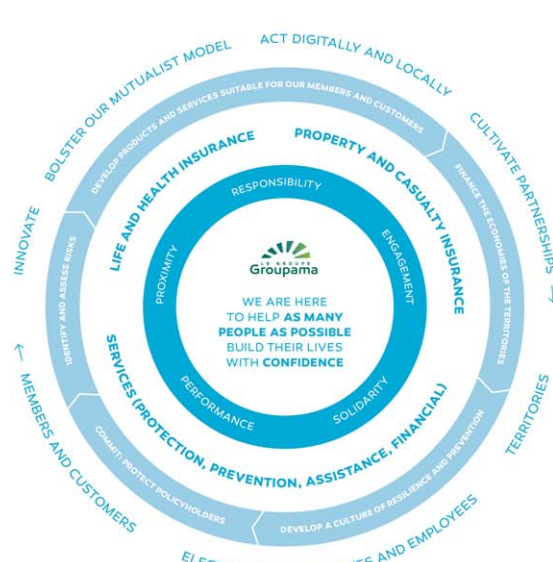 INNOVATE
BOLSTER OUR MUTUALIST MODEL
ACT DIGITALLY AND LOCALLY
CULTIVATE PARTNERSHIPS →
TERRITORIES
AND EMPLOYEES
← MEMBERS AND CUSTOMERS
IDENTIFY AND ASSESS RISKS
DEVELOP PRODUCTS AND SERVICES SUITABLE FOR OUR MEMBERS AND CUSTOMERS
FINANCE THE ECONOMIES OF THE TERRITORIES
DEVELOP A CULTURE OF RESILIENCE AND PREVENTION
COMMIT: PROTECT POLICYHOLDERS
LIFE AND HEALTH INSURANCE
PROPERTY AND CASUALTY INSURANCE
SERVICES (PROTECTION, PREVENTION, ASSISTANCE, FINANCIAL)
PROXIMITY
RESPONSIBILITY
ENGAGEMENT
SOLIDARITY
PERFORMANCE
LE GROUPE
Groupama
WE ARE HERE
TO HELP AS MANY
PEOPLE AS POSSIBLE
BUILD THEIR LIVES
WITH CONFIDENCE